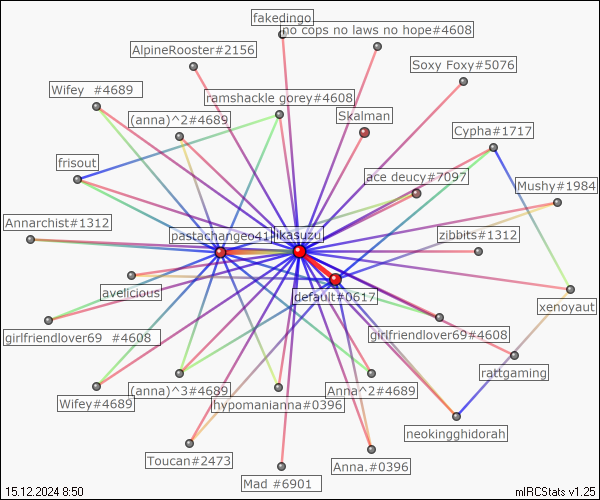 fakedingo
no cops no laws no hope#4608
AlpineRooster#2156
Soxy Foxy#5076
Wifey #4689
ramshackle gorey#4608
(anna)^2#4689
Skalman
Cypha#1717
frisout
ace deucy#7097
Mushy#1984
Annarchist#1312
pastachangeo41
ikasuzu
zibbits#1312
avelicious
default#0617
xenoyaut
girlfriendlover69 #4608
girlfriendlover69#4608
rattgaming
Wifey#4689
(anna)^3#4689
hypomanianna#0396
Anna^2#4689
neokingghidorah
Toucan#2473
Anna.#0396
Mad #6901
15.12.2024 8:50
mIRCStats v1.25